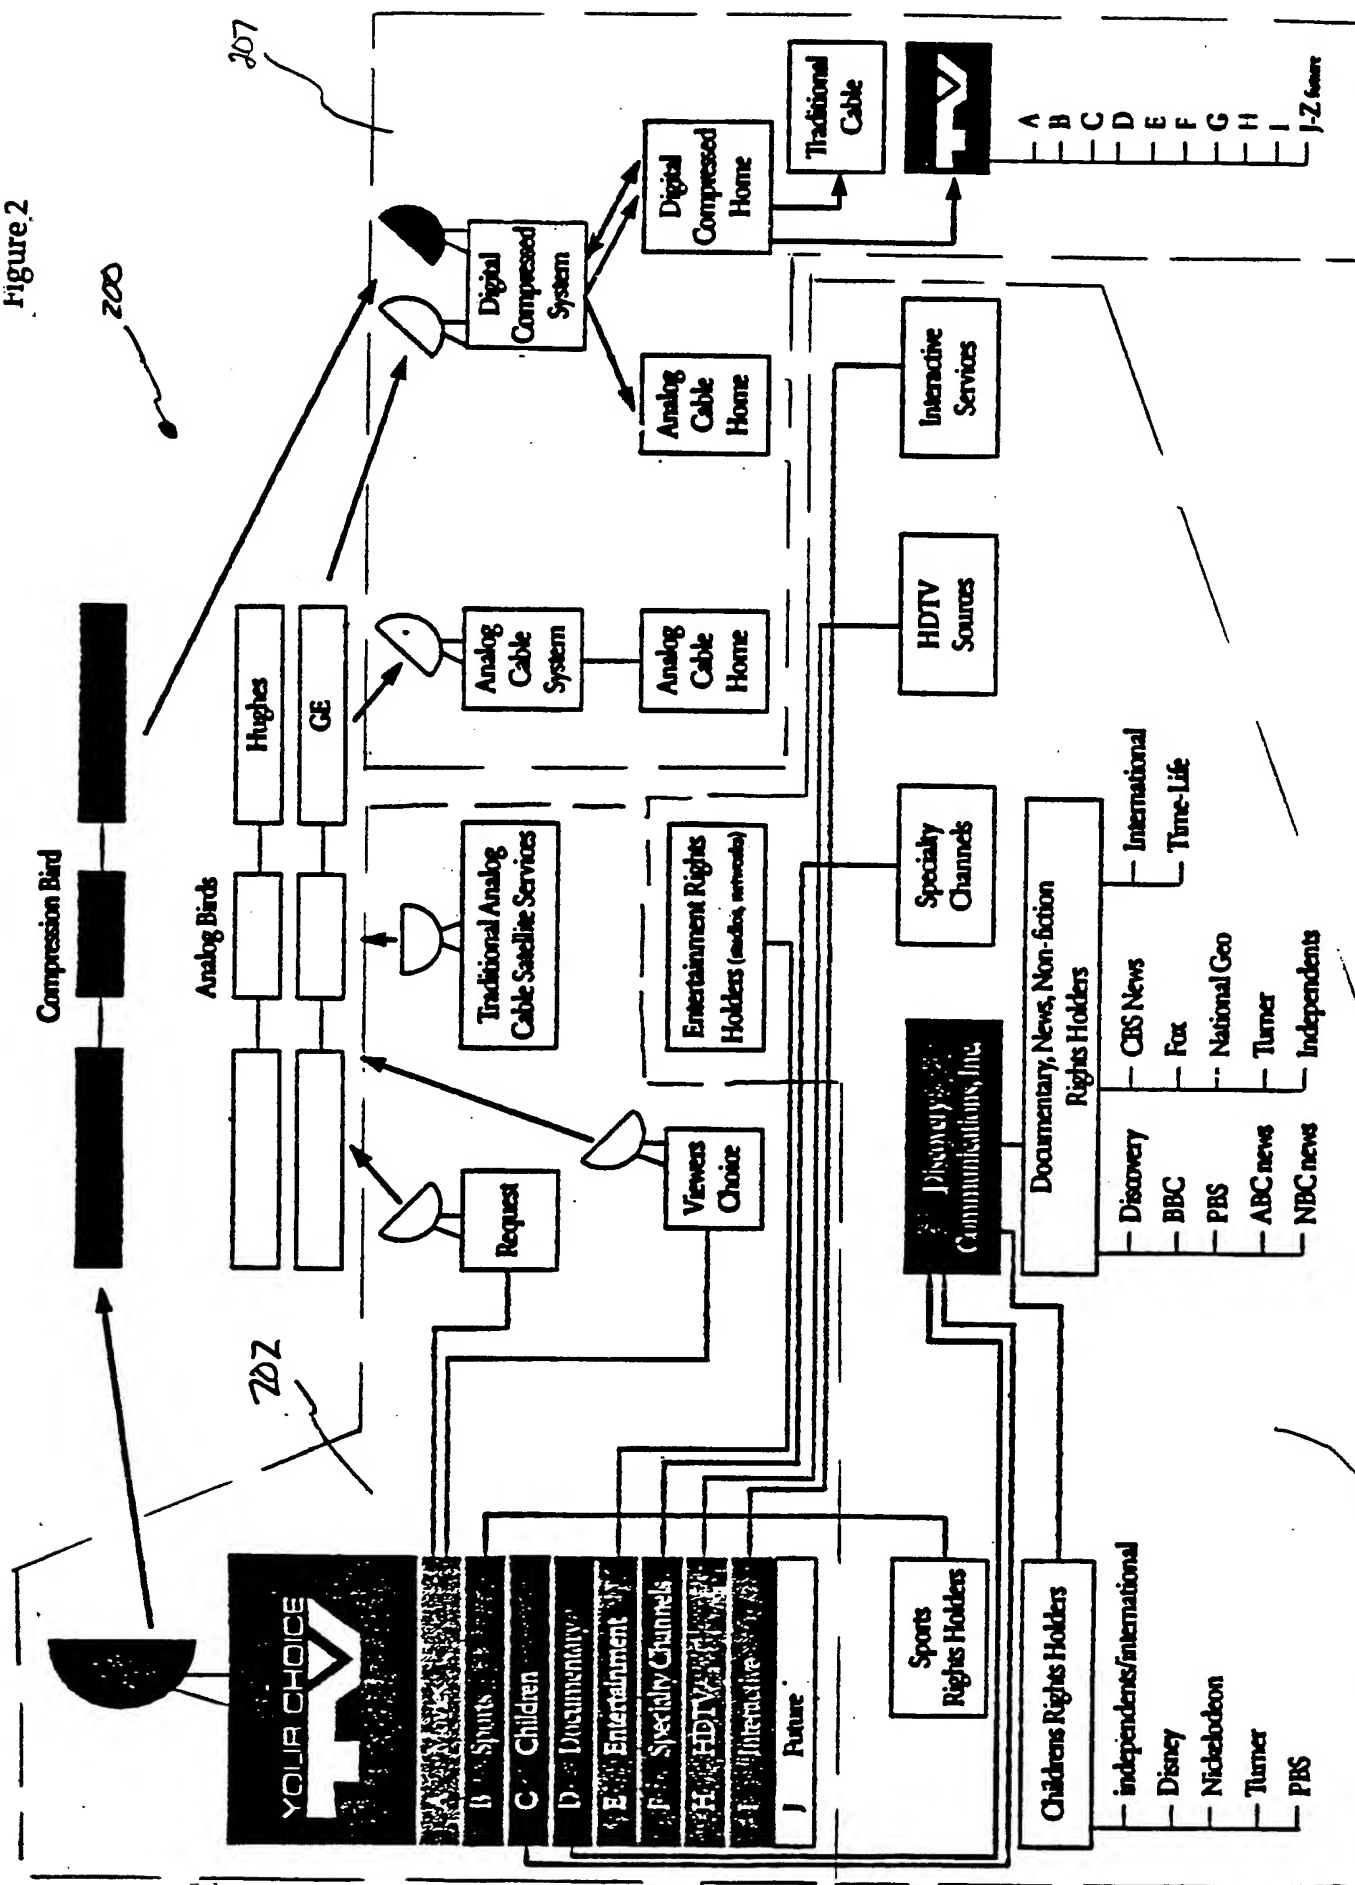 Figure 2
200
207
202
Compression Bird
Analog Birds
Hughes
GE
YOUR CHOICE
TV
A
B Sports
C Children
D Documentary
E Entertainment
Specialty Channels
HDTV
Interactive
J Future
Request
Viewers
Choice
Traditional Analog
Cable Satellite Services
Entertainment Rights
Holders (studios, networks)
Analog
Cable
System
Analog
Cable
Home
Digital
Compressed
System
Analog
Cable
Home
Digital
Compressed
Home
Traditional
Cable
TV
A
B
C
D
E
F
G
H
I
J-Z future
Sports
Rights Holders
Discovery
Communications, Inc.
Specialty
Channels
HDTV
Sources
Interactive
Services
Childrens Rights Holders
independents/international
Disney
Nickelodeon
Turner
PBS
Documentary, News, Non-fiction
Rights Holders
Discovery
BBC
PBS
ABC news
NBC news
CBS News
Fox
National Geo
Turner
Independents
International
Time-Life